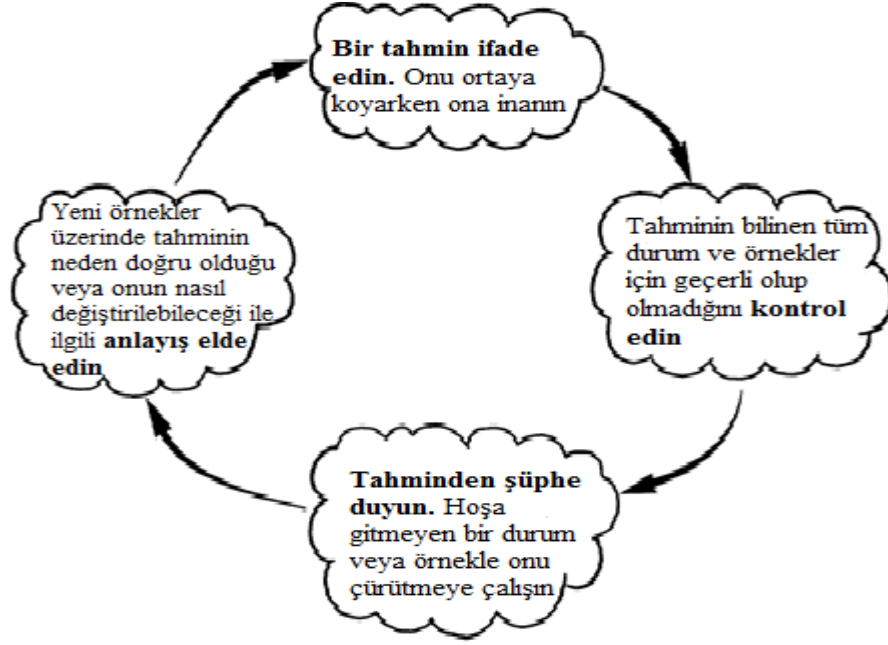 Bir tahmin ifade
edin. Onu ortaya
koyarken ona inanın
Tahminin bilinen tüm
durum ve örnekler
için geçerli olup
olmadığını kontrol
edin
Tahminden şüphe
duyun. Hoşa
gitmeyen bir durum
veya örnekle onu
çürütmeye çalışın
Yeni örnekler
üzerinde tahminin
neden doğru olduğu
veya onun nasıl
değiştirilebileceği ile
ilgili anlayış elde
edin